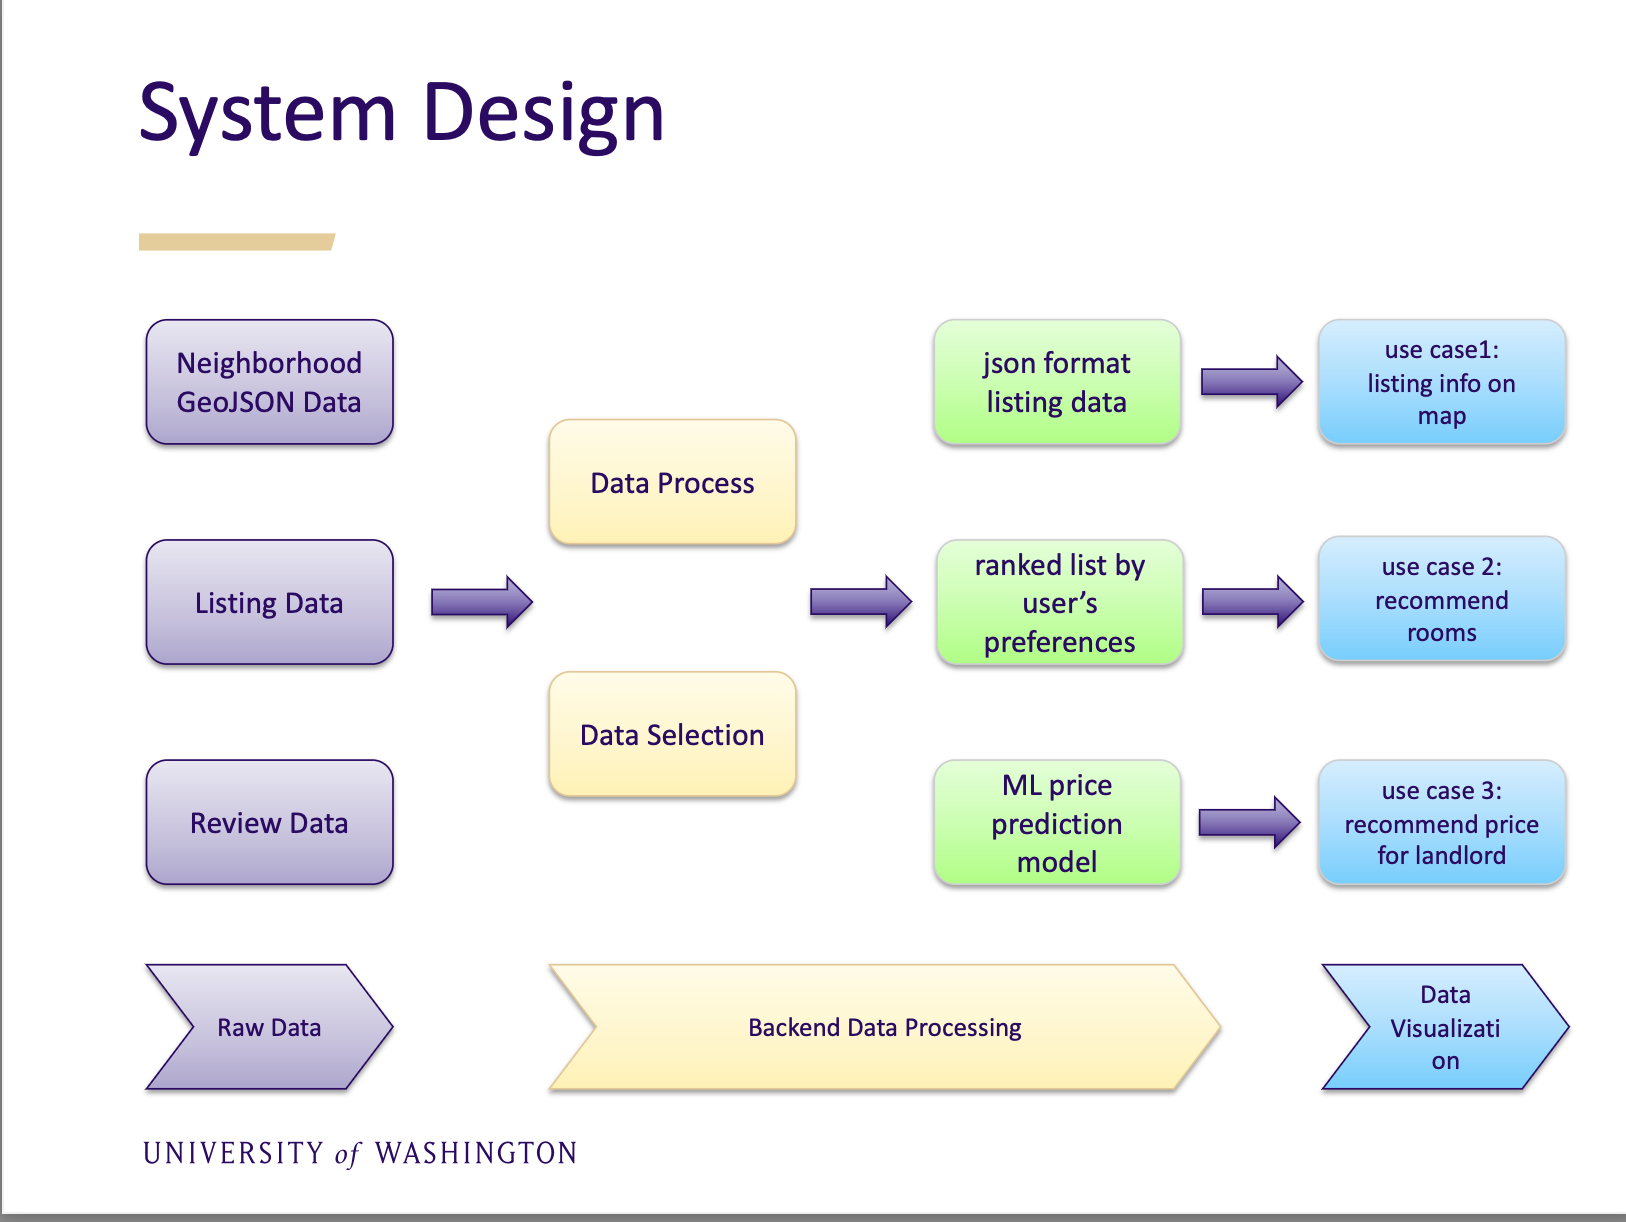 System Design
Neighborhood
GeoJSON Data
Listing Data
Review Data
Data Process
Data Selection
json format
listing data
ranked list by
user’s
preferences
ML price
prediction
model
use case1:
listing info on
map
use case 2:
recommend
rooms
use case 3:
recommend price
for landlord
Raw Data
Backend Data Processing
Data
Visualizati
on
UNIVERSITY of WASHINGTON